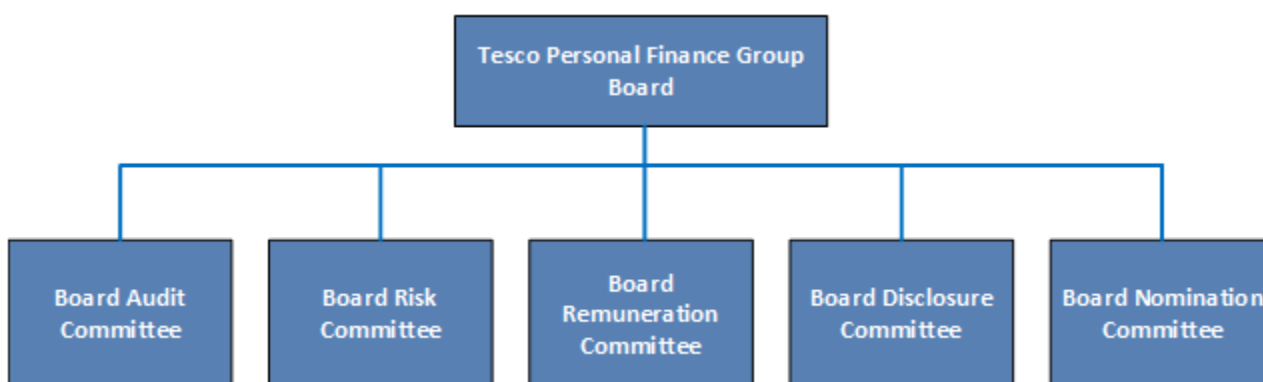 Tesco Personal Finance Group
Board
Board Audit
Committee
Board Risk
Committee
Board
Remuneration
Committee
Board Disclosure
Committee
Board Nomination
Committee